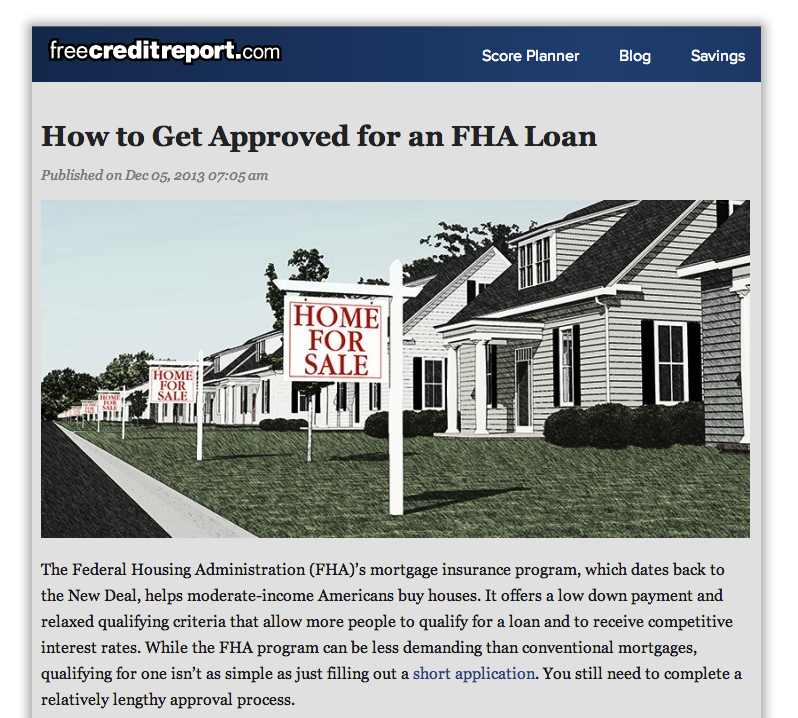 freecreditreport.com
Score Planner Blog Savings
How to Get Approved for an FHA Loan
Published on Dec 05, 2013 07:05 am
HOME
FOR
SALE
HOME
FOR
SALE
HOME
FOR
SALE
The Federal Housing Administration (FHA)’s mortgage insurance program, which dates back to
the New Deal, helps moderate-income Americans buy houses. It offers a low down payment and
relaxed qualifying criteria that allow more people to qualify for a loan and to receive competitive
interest rates. While the FHA program can be less demanding than conventional mortgages,
qualifying for one isn’t as simple as just filling out a short application. You still need to complete a
relatively lengthy approval process.